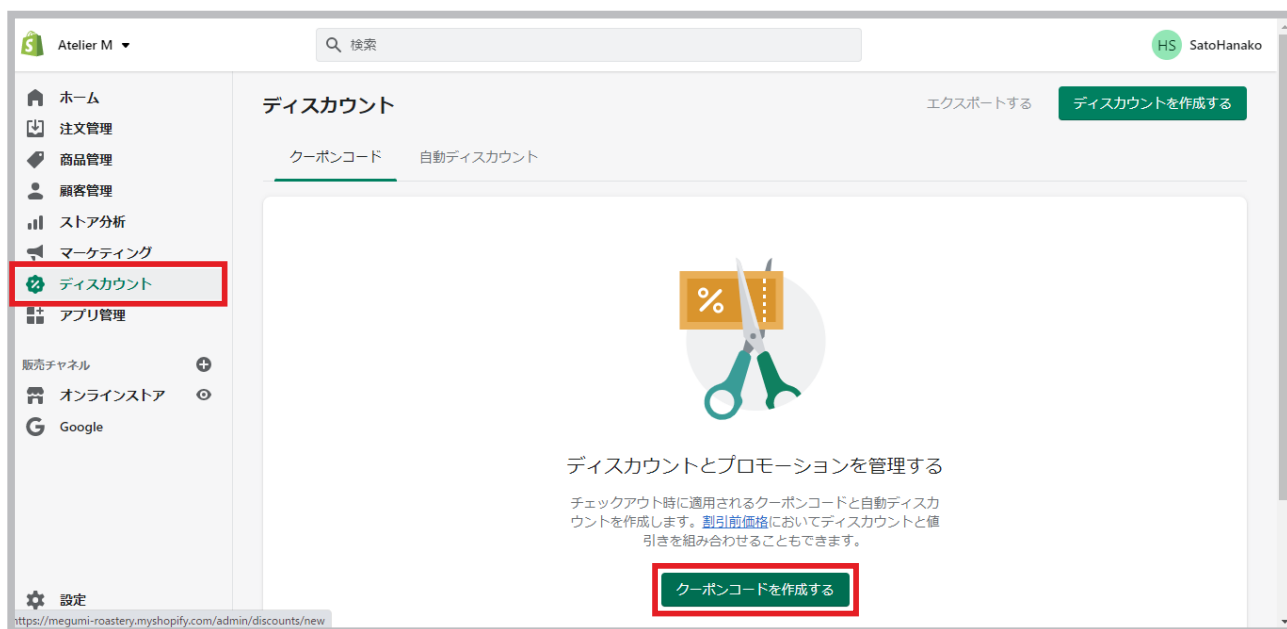 Atelier M
検索
HS SatoHanako
ホーム
注文管理
商品管理
顧客管理
ストア分析
マーケティング
ディスカウント
アプリ管理
販売チャネル
オンラインストア
Google
設定
https://megumi-roastery.myshopify.com/admin/discounts/new
ディスカウント
エクスポートする
ディスカウントを作成する
クーポンコード
自動ディスカウント
%
ディスカウントとプロモーションを管理する
チェックアウト時に適用されるクーポンコードと自動ディスカ
ウントを作成します。割引前価格においてディスカウントと値
引きを組み合わせることもできます。
クーポンコードを作成する